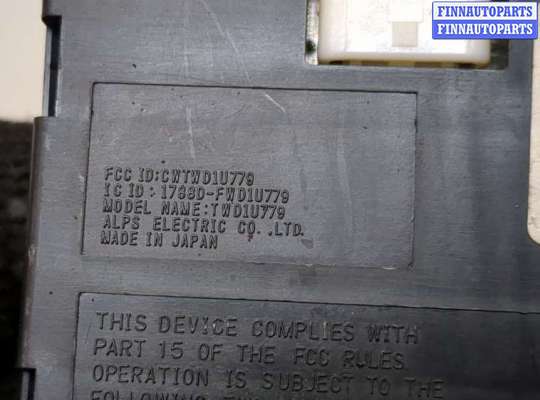 FINNAUTOPARTS
FINNAUTOPARTS
FCC ID:CWTWD1U779
IC ID : 1788D-FWD1U779
MODEL NAME:TWD1U779
ALPS ELECTRIC CO.,LTD.
MADE IN JAPAN
THIS DEVICE COMPLIES WITH
PART 15 OF THE FCC RULES
OPERATION IS SUBJECT TO THE
FOLLOWING